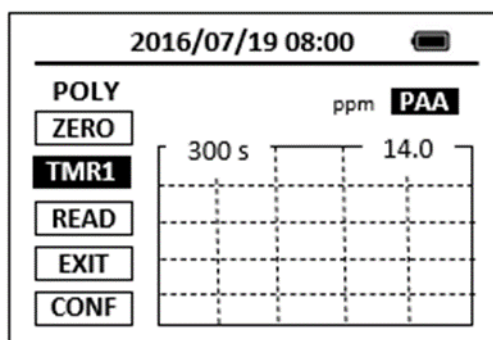 2016/07/19 08:00
POLY
ppm PAA
ZERO
300 s 14.0
TMR1
READ
EXIT
CONF